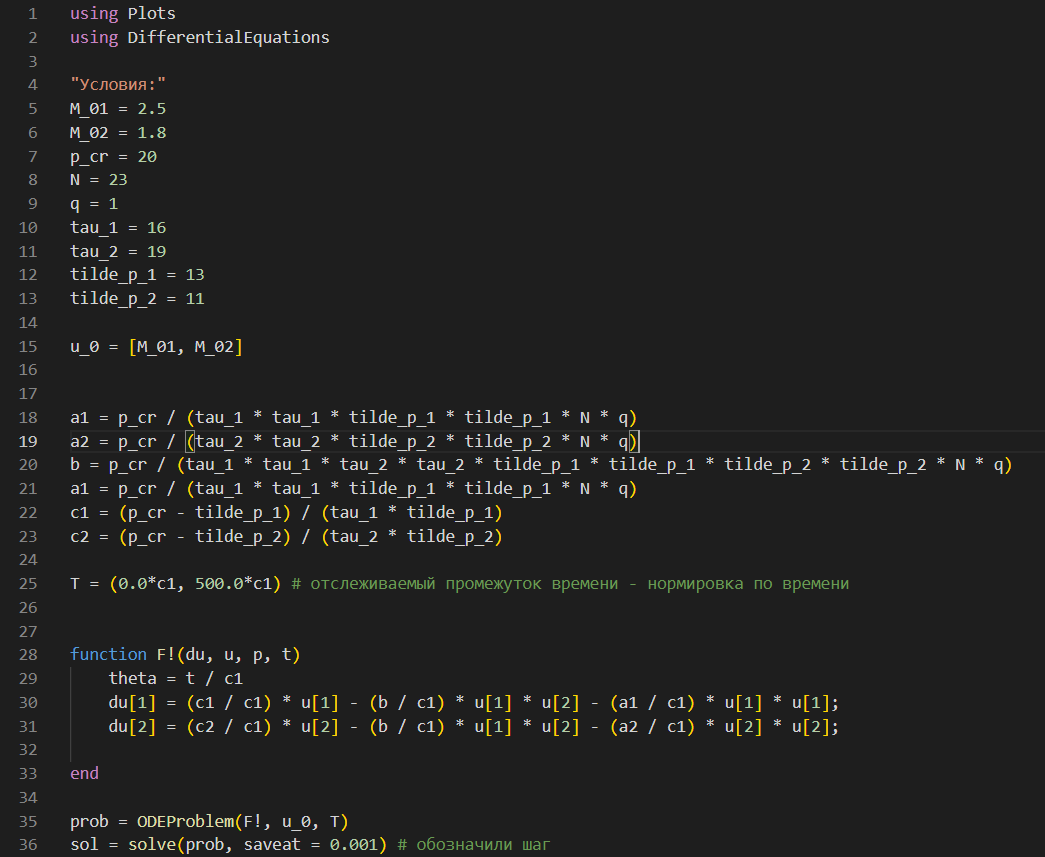 1 using Plots
2 using DifferentialEquations
3
4 "Условия:"
5 M_01 = 2.5
6 M_02 = 1.8
7 p_cr = 20
8 N = 23
9 q = 1
10 tau_1 = 16
11 tau_2 = 19
12 tilde_p_1 = 13
13 tilde_p_2 = 11
14
15 u_0 = [M_01, M_02]
16
17
18 a1 = p_cr / (tau_1 * tau_1 * tilde_p_1 * tilde_p_1 * N * q)
19 a2 = p_cr / (tau_2 * tau_2 * tilde_p_2 * tilde_p_2 * N * q)
20 b = p_cr / (tau_1 * tau_1 * tau_2 * tau_2 * tilde_p_1 * tilde_p_1 * tilde_p_2 * tilde_p_2 * N * q)
21 a1 = p_cr / (tau_1 * tau_1 * tilde_p_1 * tilde_p_1 * N * q)
22 c1 = (p_cr - tilde_p_1) / (tau_1 * tilde_p_1)
23 c2 = (p_cr - tilde_p_2) / (tau_2 * tilde_p_2)
24
25 T = (0.0*c1, 500.0*c1) # отслеживаемый промежуток времени - нормировка по времени
26
27
28 function F!(du, u, p, t)
29     theta = t / c1
30     du[1] = (c1 / c1) * u[1] - (b / c1) * u[1] * u[2] - (a1 / c1) * u[1] * u[1];
31     du[2] = (c2 / c1) * u[2] - (b / c1) * u[1] * u[2] - (a2 / c1) * u[2] * u[2];
32
33 end
34
35 prob = ODEProblem(F!, u_0, T)
36 sol = solve(prob, saveat = 0.001) # обозначили шаг